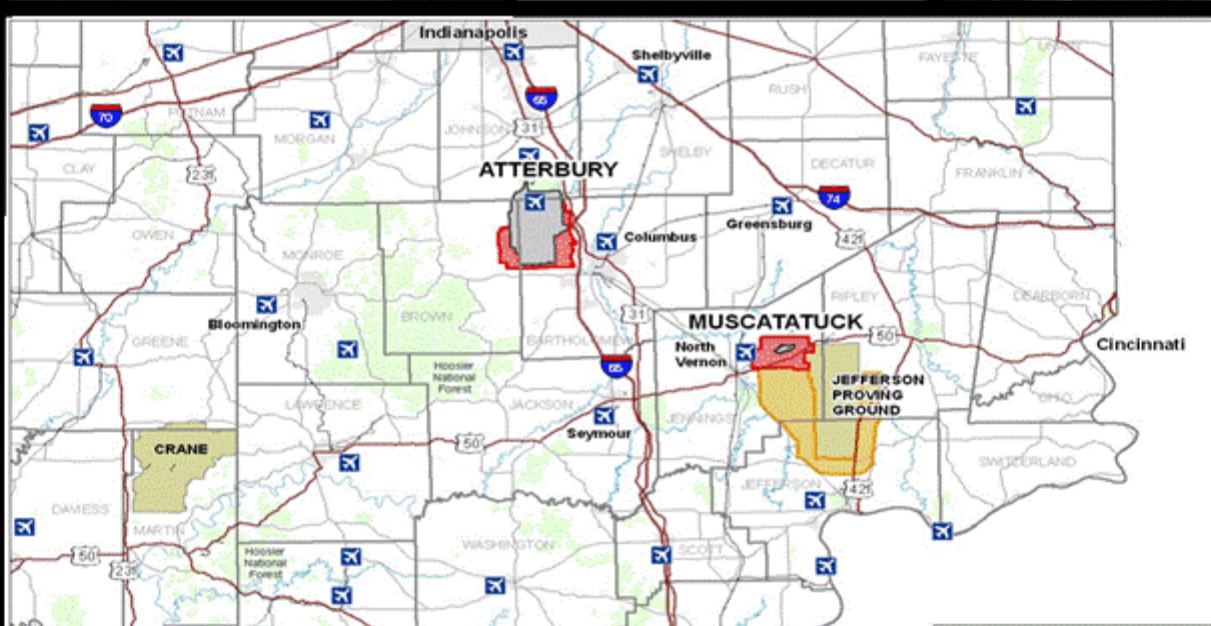 Indianapolis
Shelbyville
FAYETTE
UNION
RUSH
65
70
PUTNAM
31
JOHNSON
MORGAN
SHELBY
DECATUR
CLAY
ATTERBURY
FRANKLIN
231
74
Greensburg
OWEN
Columbus
421
MONROE
RIPLEY
DEARBORN
Bloomington
BROWN
31
MUSCATATUCK
GREENE
BARTHOLOMEW
North
Vernon
50
Cincinnati
65
Hoosier
National
Forest
JEFFERSON
PROVING
GROUND
OHIO
LAWRENCE
JACKSON
JENNINGS
Seymour
50
CRANE
SWITZERLAND
JEFFERSON
421
DAVIESS
MARTIN
WASHINGTON
SCOTT
50
231
Hoosier
National
Forest